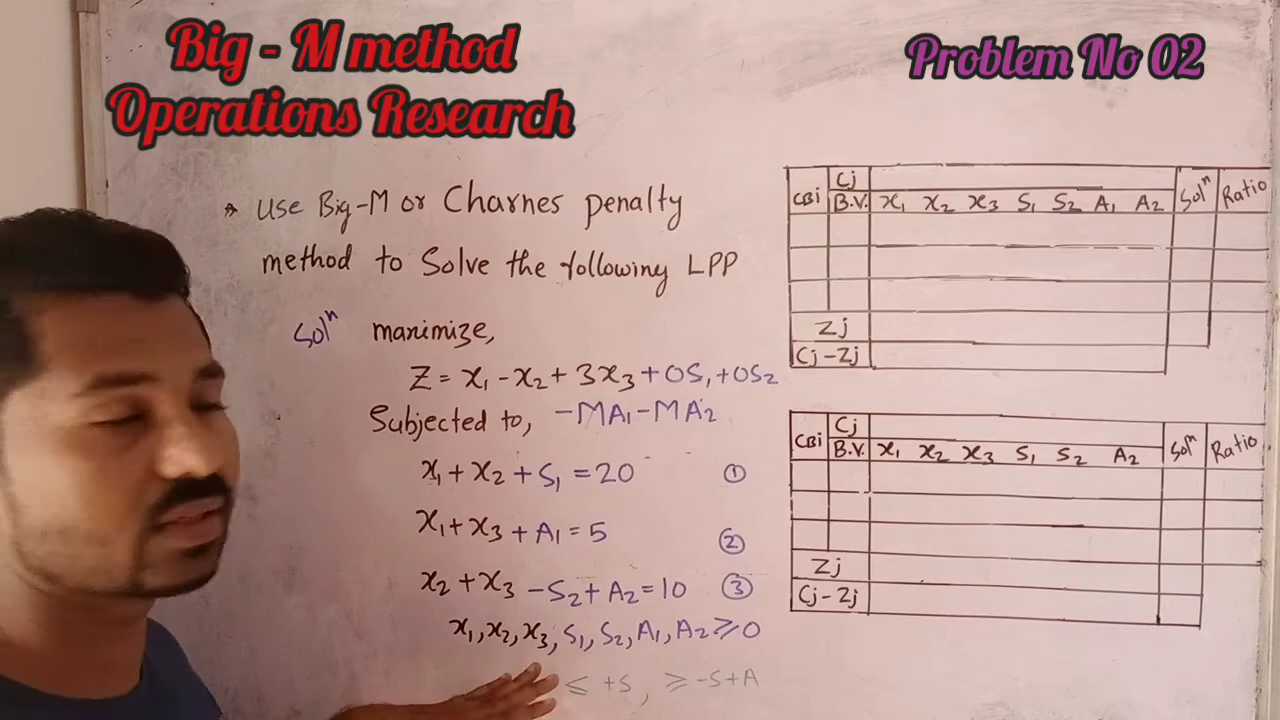 Big - M method
Operations Research
Problem No 02
* Use Big-M or Charnes penalty
method to Solve the following LPP
Solⁿ maximize,
Z = x₁ - x₂ + 3x₃ + 0S₁ + 0S₂
Subjected to, -MA₁ - MA₂
x₁ + x₂ + S₁ = 20 ①
x₁ + x₃ + A₁ = 5 ②
x₂ + x₃ - S₂ + A₂ = 10 ③
x₁, x₂, x₃, S₁, S₂, A₁, A₂ ≥ 0
≤ +S, ≥ -S+A
CBi Cj Solⁿ Ratio
B.V. x₁ x₂ x₃ S₁ S₂ A₁ A₂
Zj
Cj - Zj
CBi Cj Solⁿ Ratio
B.V. x₁ x₂ x₃ S₁ S₂ A₂
Zj
Cj - Zj